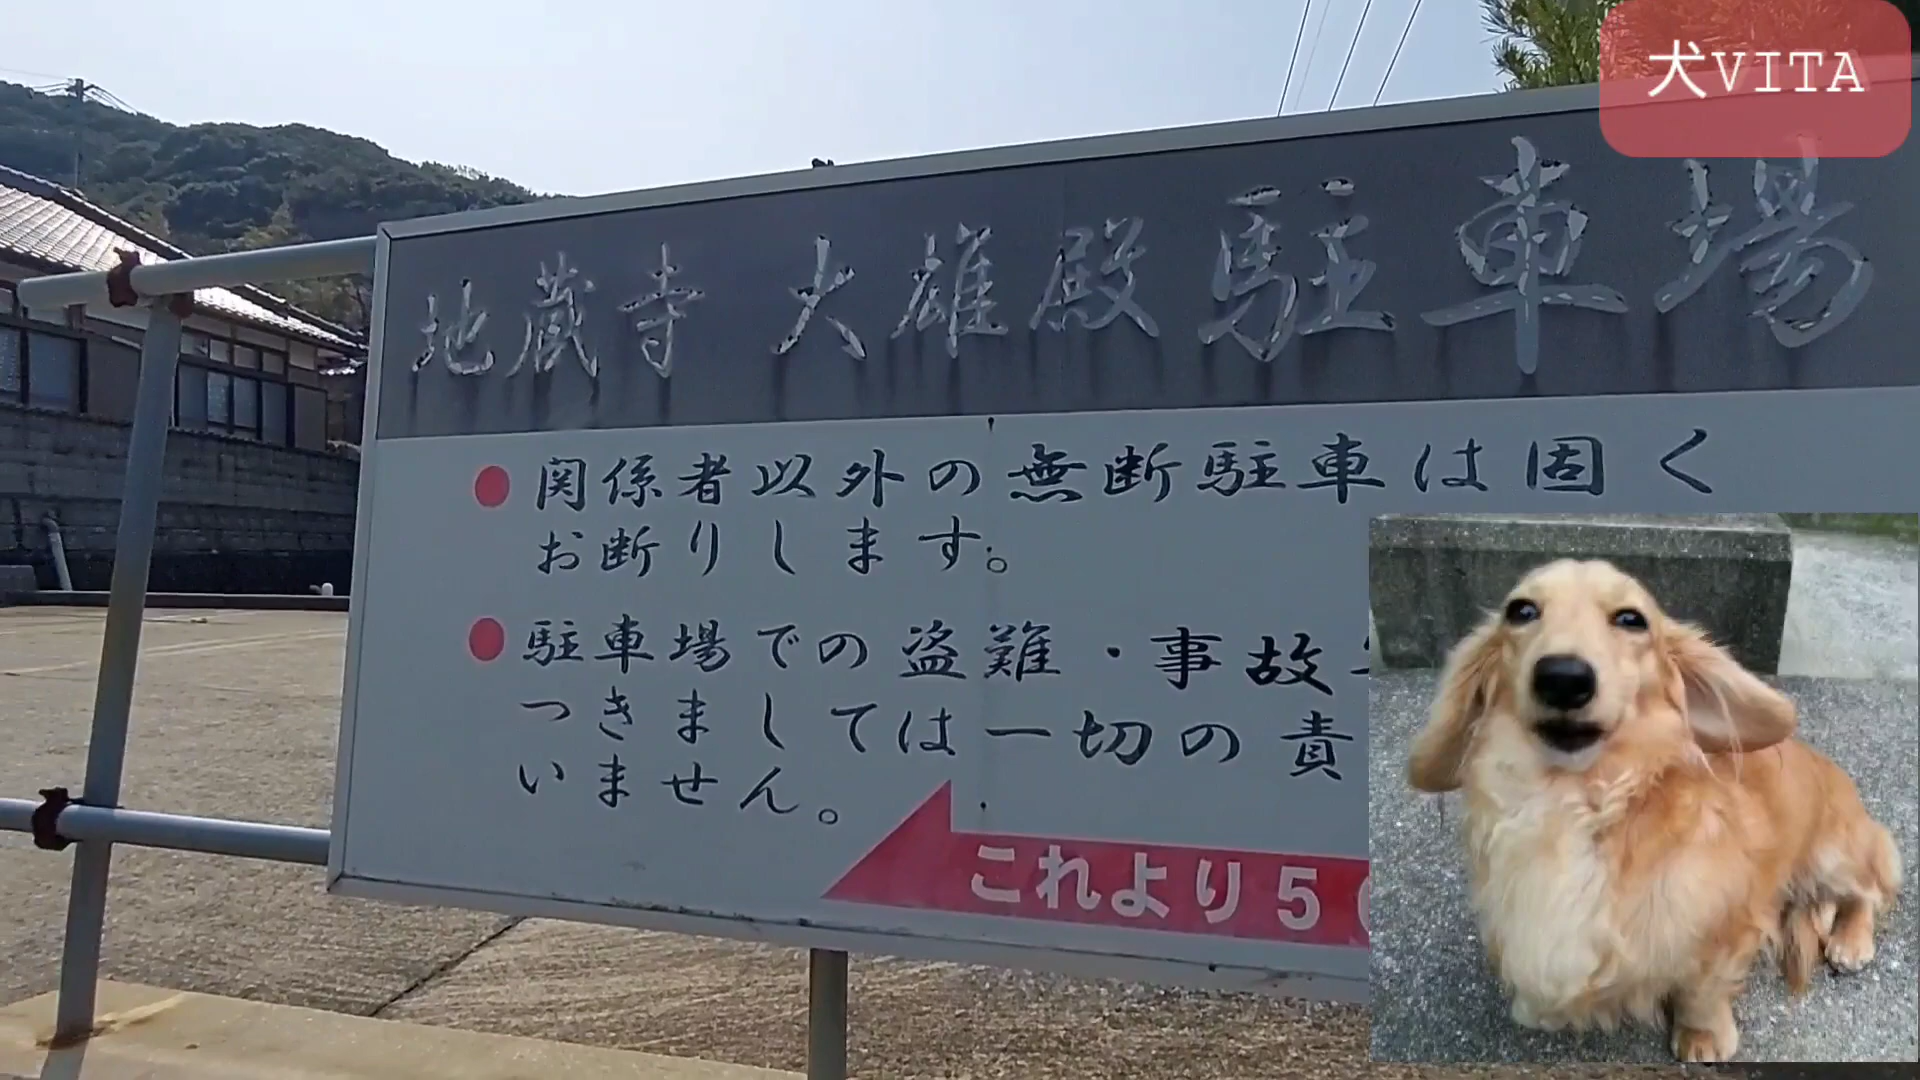 犬VITA
地蔵寺 大雄殿駐車場
●関係者以外の無断駐車は固く
お断りします。
●駐車場での盗難・事故
つきましては一切の責
いません。
これより5